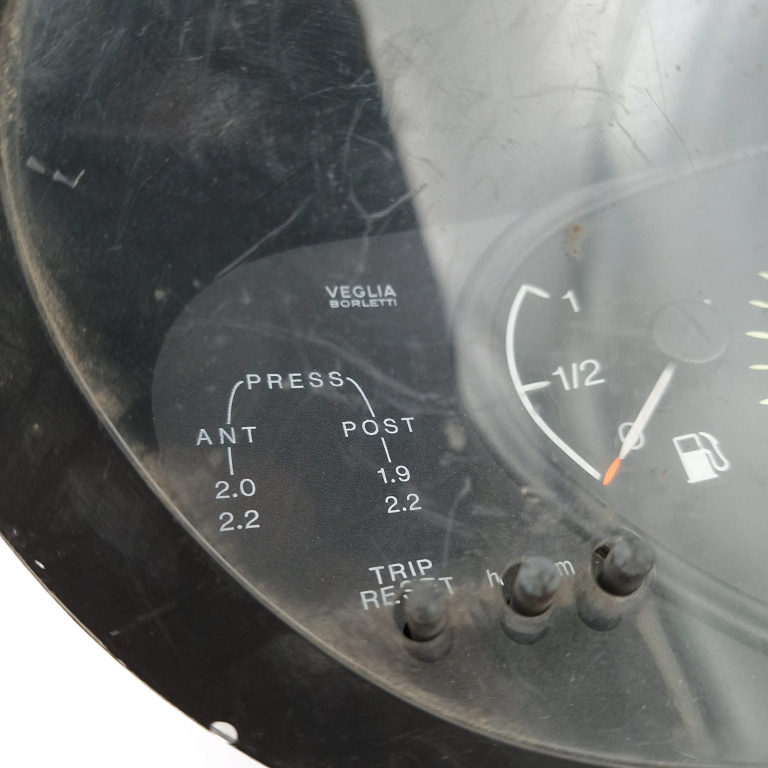 VEGLIA
BORLETTI
PRESS
ANT
POST
2.0
1.9
2.2
2.2
1
1/2
0
TRIP
RESET
h
m